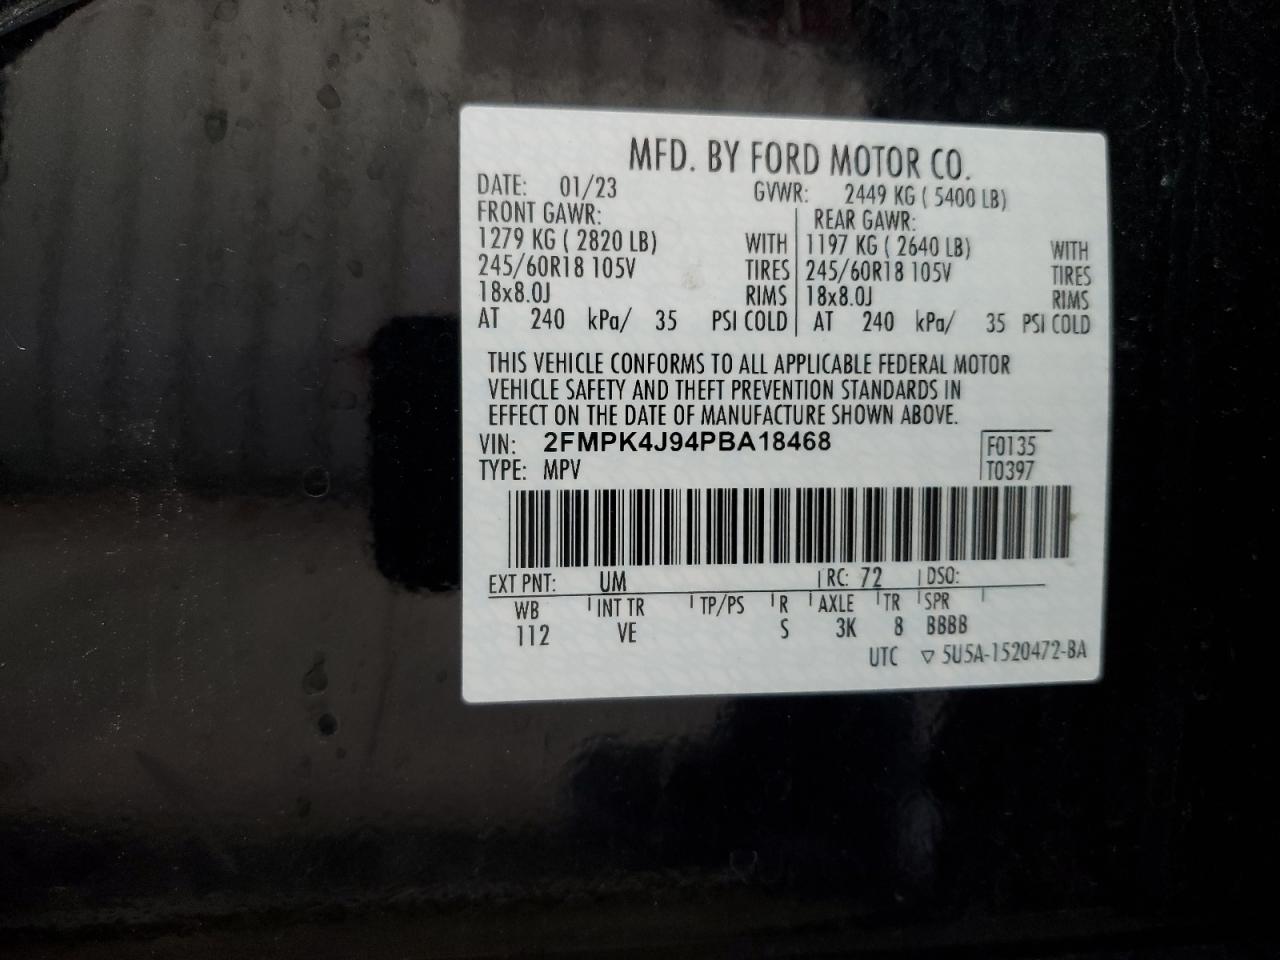 MFD. BY FORD MOTOR CO.
DATE: 01/23 GVWR: 2449 KG ( 5400 LB)
FRONT GAWR: REAR GAWR:
1279 KG ( 2820 LB) WITH 1197 KG ( 2640 LB) WITH
245/60R18 105V TIRES 245/60R18 105V TIRES
18x8.0J RIMS 18x8.0J RIMS
AT 240 kPa/ 35 PSI COLD AT 240 kPa/ 35 PSI COLD
THIS VEHICLE CONFORMS TO ALL APPLICABLE FEDERAL MOTOR
VEHICLE SAFETY AND THEFT PREVENTION STANDARDS IN
EFFECT ON THE DATE OF MANUFACTURE SHOWN ABOVE.
VIN: 2FMPK4J94PBA18468 F0135
TYPE: MPV T0397
EXT PNT: UM RC: 72 DSO:
WB INT TR TP/PS R AXLE TR SPR
112 VE S 3K 8 BBBB
UTC ▽ 5U5A-1520472-BA